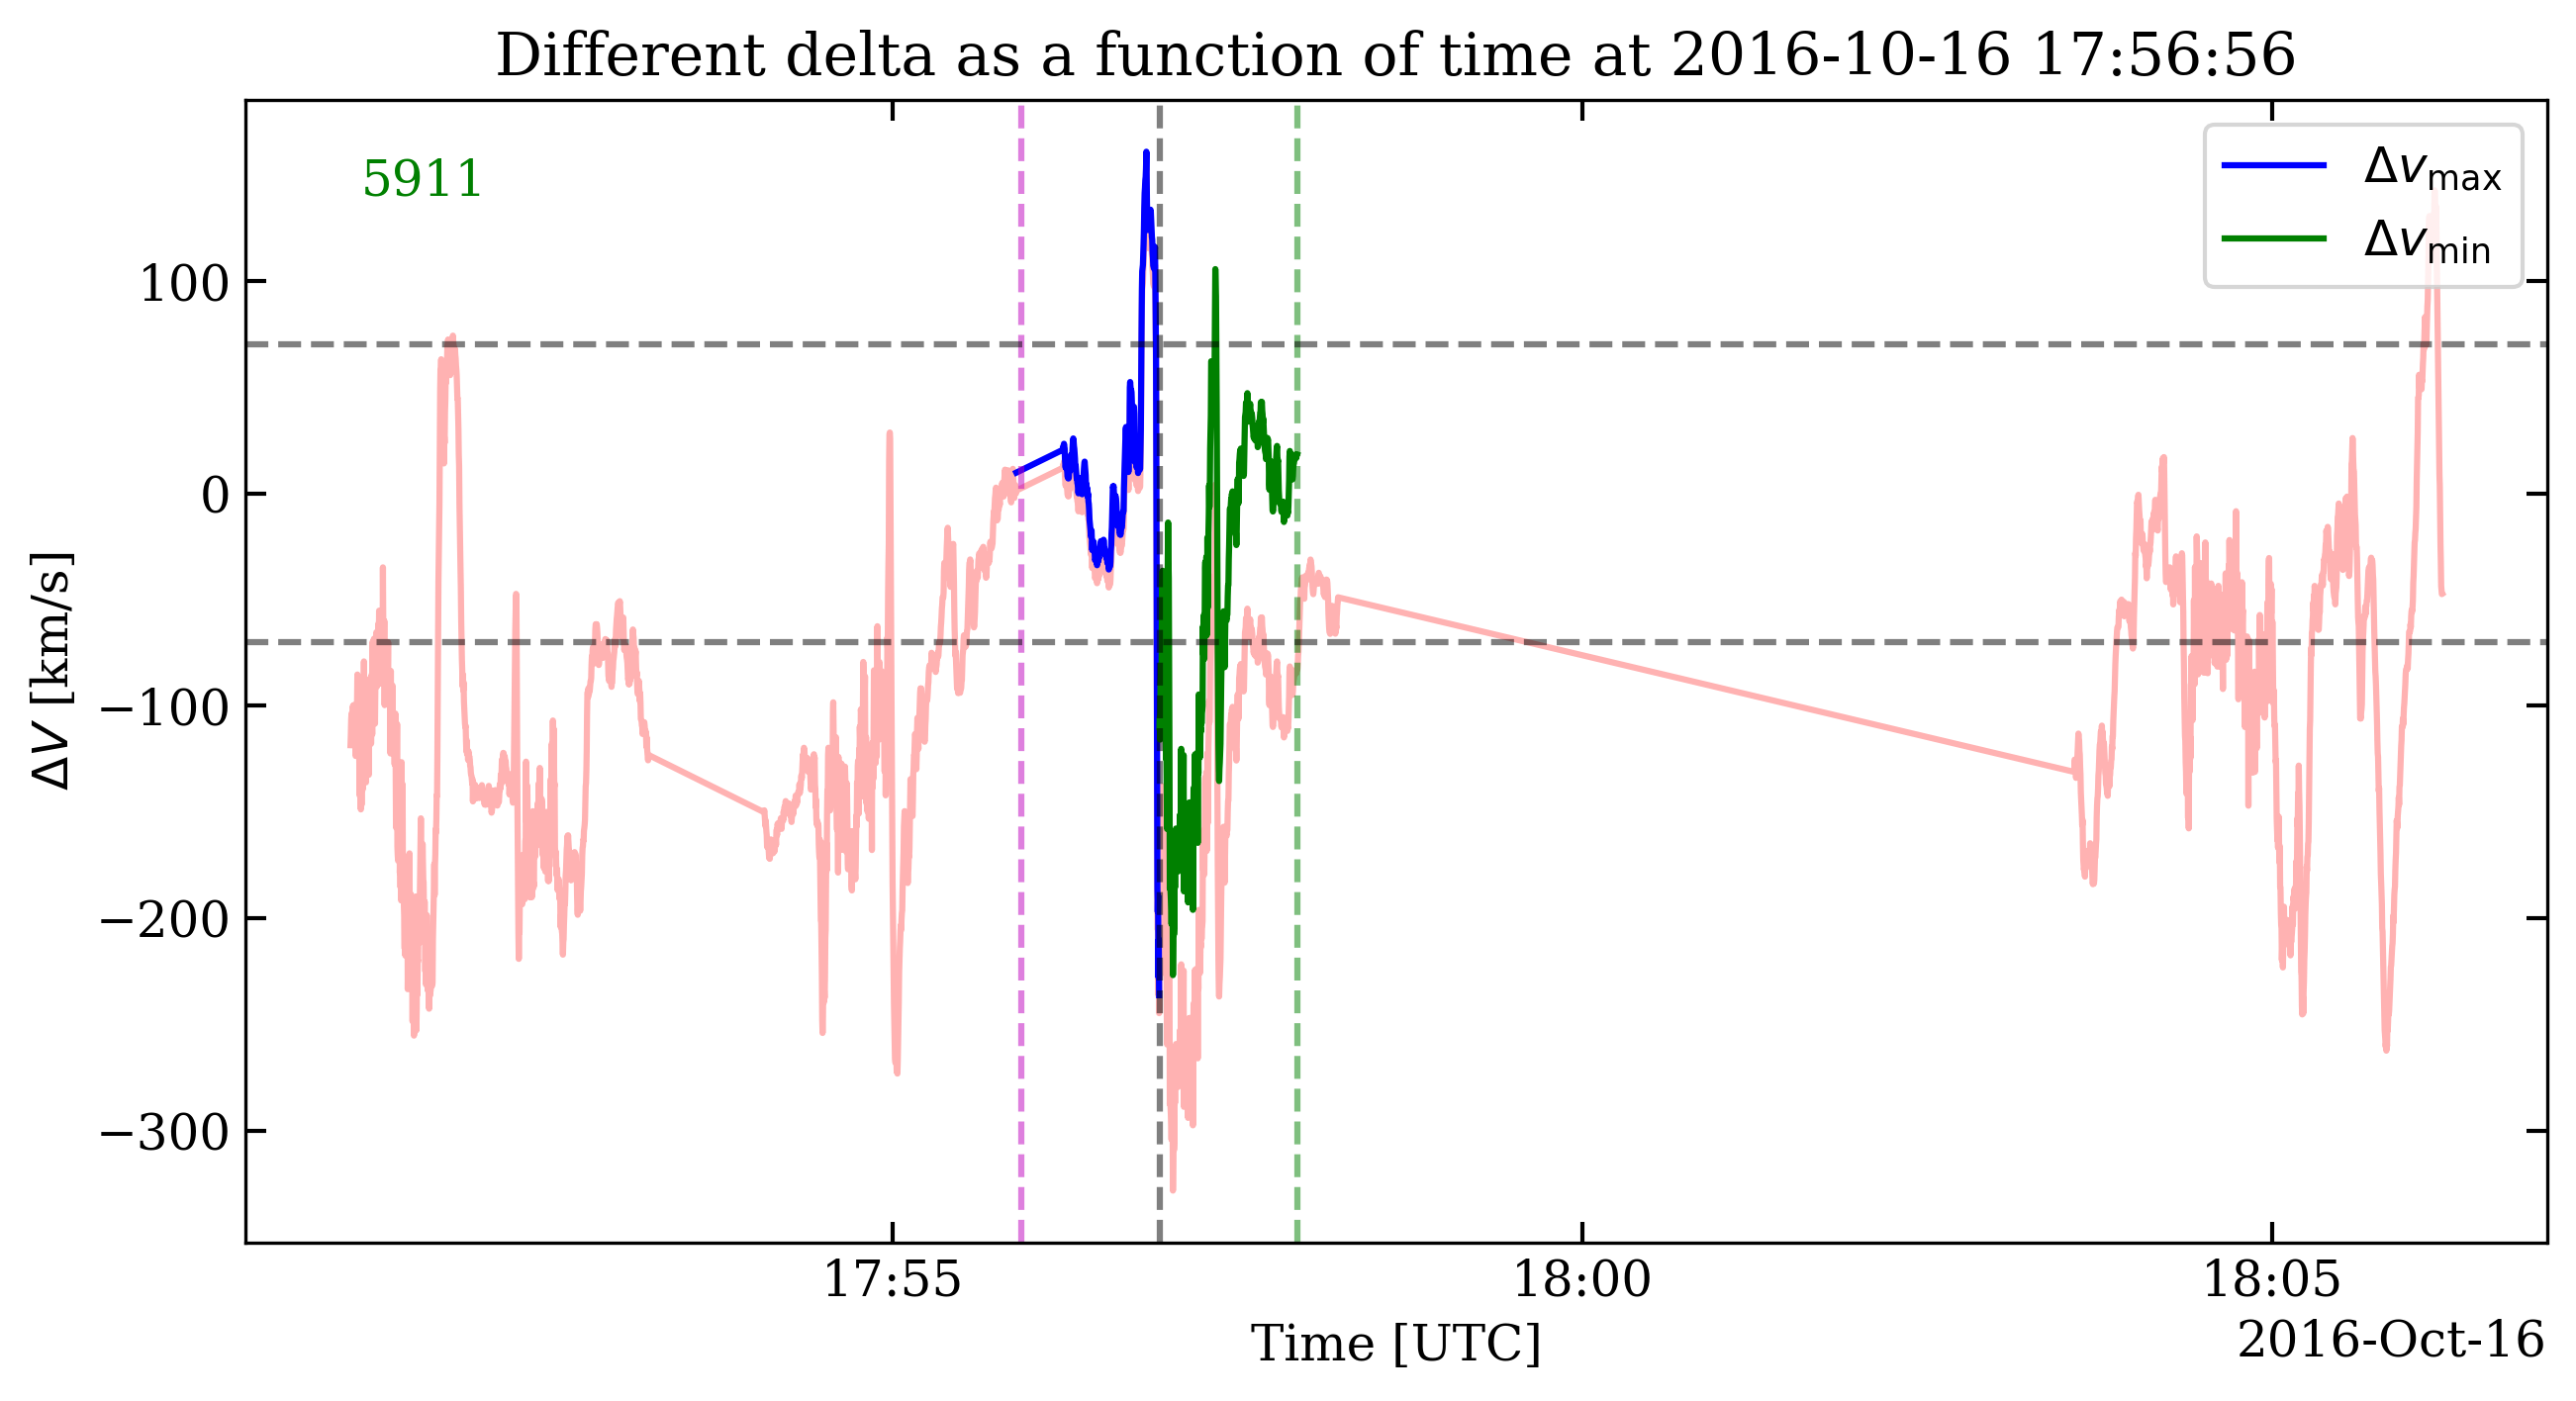 Different delta as a function of time at 2016-10-16 17:56:56
5911
Δv_max
Δv_min
100
0
−100
−200
−300
ΔV [km/s]
17:55
18:00
18:05
Time [UTC]
2016-Oct-16